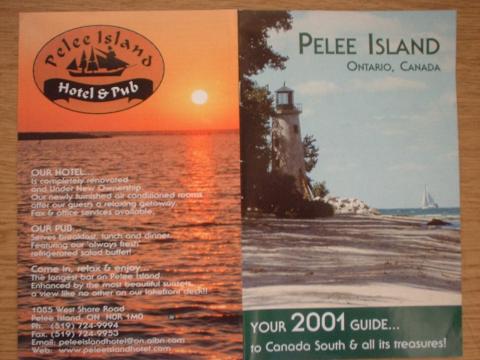 Pelee Island
Hotel & Pub
OUR HOTEL...
Is completely renovated
and Under New Ownership.
Our newly furnished air conditioned rooms
offer our guests a relaxing getaway.
Fax & office services available.
OUR PUB...
Serves breakfast, lunch and dinner.
Featuring our 'always fresh'
refrigerated salad buffet!
Come in, relax & enjoy...
The longest bar on Pelee Island.
Enhanced by the most beautiful sunsets,
a view like no other on our lakefront deck!!
1085 West Shore Road
Pelee Island, ON N0R 1M0
Ph. (519) 724-9994
Fax. (519) 724-9953
Email: peleeislandhotel@on.aibn.com
Web: www.peleeislandhotel.com
PELEE ISLAND
ONTARIO, CANADA
YOUR 2001 GUIDE...
to Canada South & all its treasures!